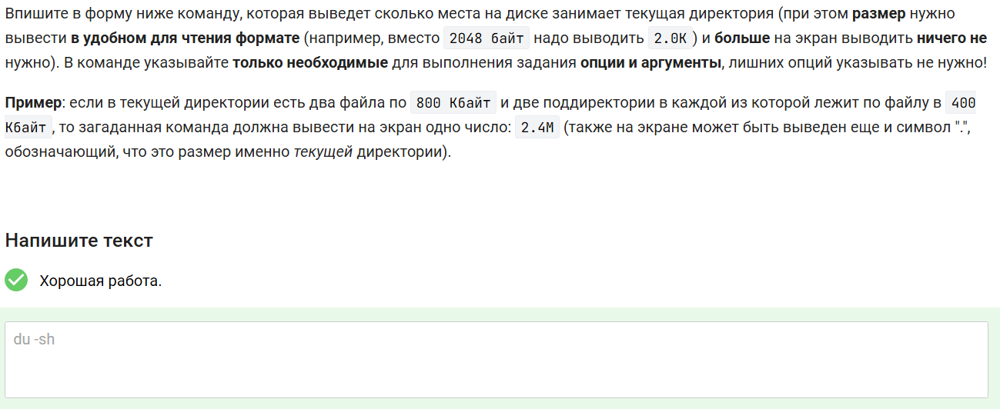 Впишите в форму ниже команду, которая выведет сколько места на диске занимает текущая директория (при этом размер нужно
вывести в удобном для чтения формате (например, вместо 2048 байт надо выводить 2.0K) и больше на экран выводить ничего не
нужно). В команде указывайте только необходимые для выполнения задания опции и аргументы, лишних опций указывать не нужно!
Пример: если в текущей директории есть два файла по 800 Кбайт и две поддиректории в каждой из которой лежит по файлу в 400
Кбайт, то загаданная команда должна вывести на экран одно число: 2.4M (также на экране может быть выведен еще и символ ".",
обозначающий, что это размер именно текущей директории).
Напишите текст
Хорошая работа.
du -sh